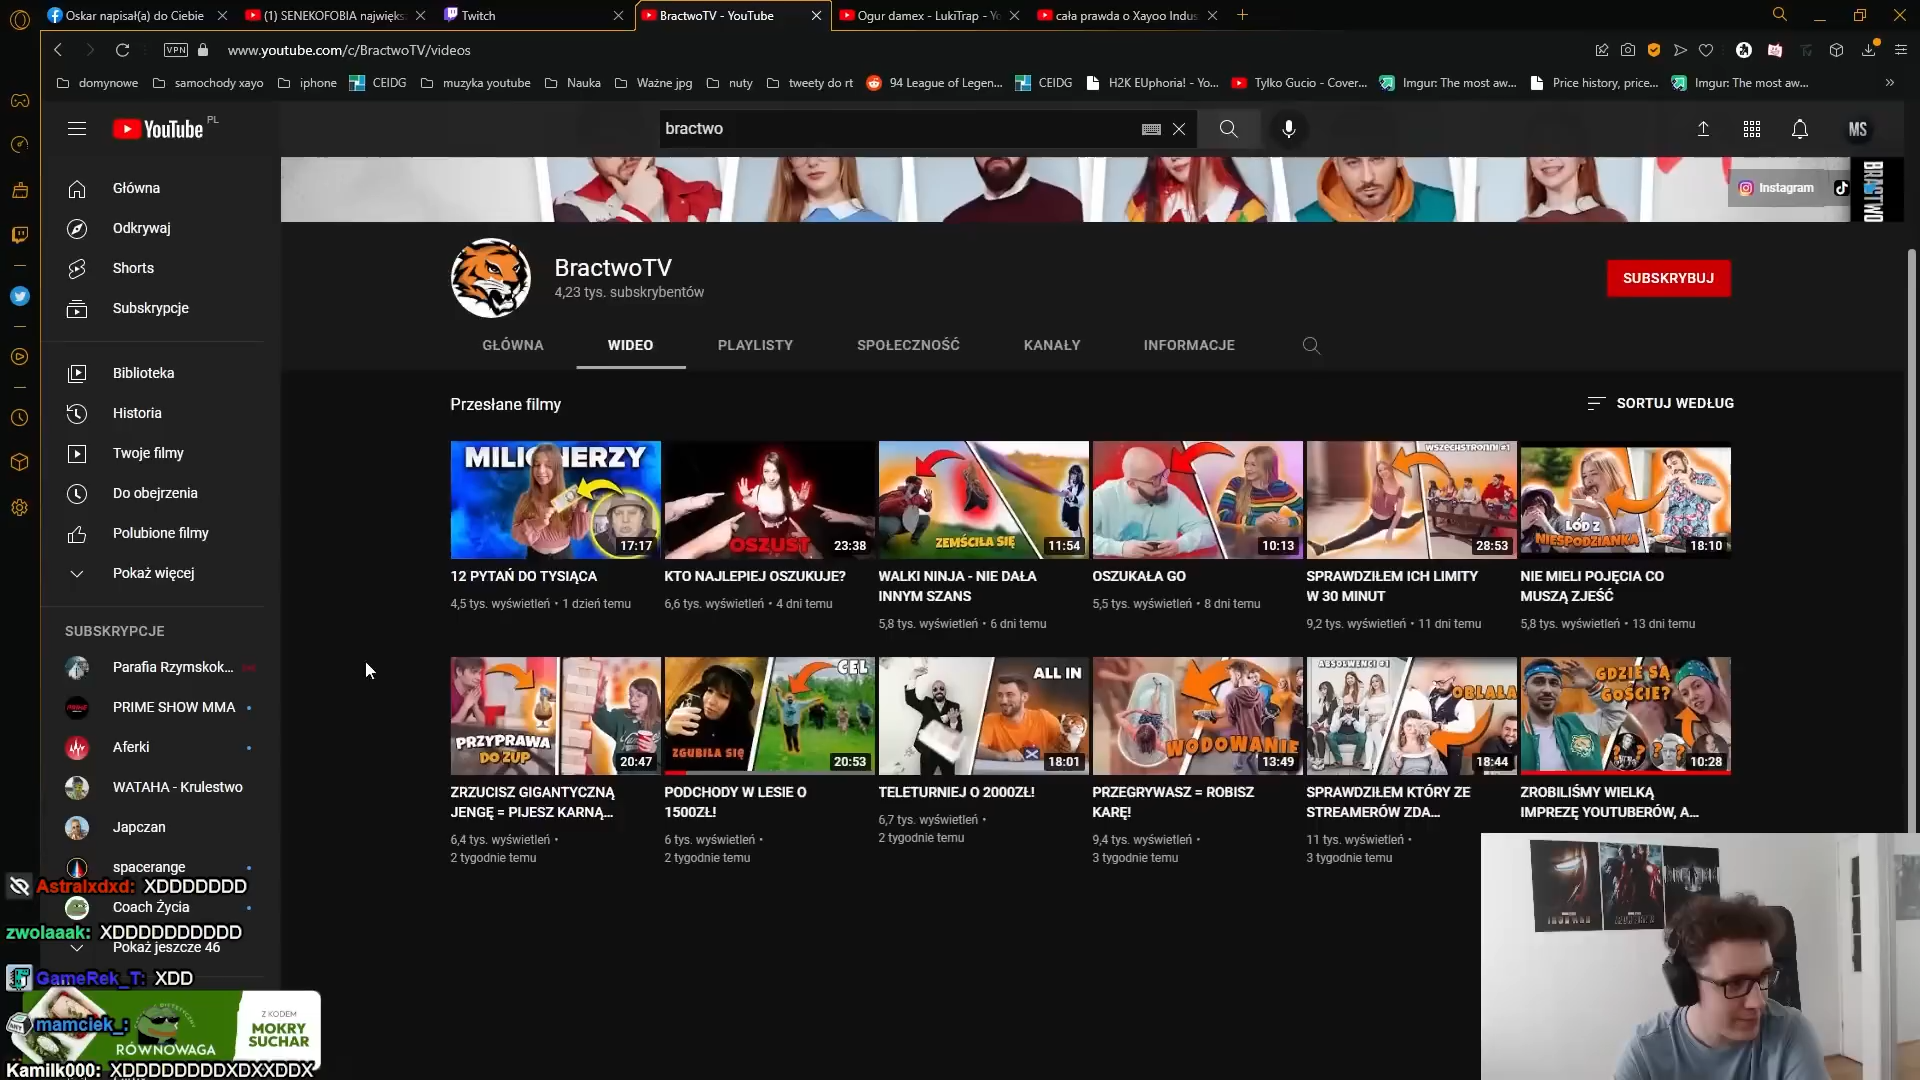 Oskar napisał(a) do Ciebie
(1) SENEKOFOBIA najwięks
Twitch
BractwoTV - YouTube
Ogur damex - LukiTrap - Yo
cała prawda o Xayoo Indus
VPN
www.youtube.com/c/BractwoTV/videos
domynowe
samochody xayo
iphone
CEIDG
muzyka youtube
Nauka
Ważne jpg
nuty
tweety do rt
94 League of Legen...
CEIDG
H2K EUphoria! - Yo...
Tylko Gucio - Cover...
Imgur: The most aw...
Price history, price...
Imgur: The most aw...
YouTube PL
bractwo
MS
Instagram
BRACTWO
Główna
Odkrywaj
Shorts
Subskrypcje
Biblioteka
Historia
Twoje filmy
Do obejrzenia
Polubione filmy
Pokaż więcej
SUBSKRYPCJE
Parafia Rzymskok...
PRIME SHOW MMA
Aferki
WATAHA - Krulestwo
Japczan
spacerange
Coach Życia
Pokaż jeszcze 46
BractwoTV
4,23 tys. subskrybentów
SUBSKRYBUJ
GŁÓWNA
WIDEO
PLAYLISTY
SPOŁECZNOŚĆ
KANAŁY
INFORMACJE
Przesłane filmy
SORTUJ WEDŁUG
MILIONERZY
17:17
12 PYTAŃ DO TYSIĄCA
4,5 tys. wyświetleń • 1 dzień temu
OSZUST
23:38
KTO NAJLEPIEJ OSZUKUJE?
6,6 tys. wyświetleń • 4 dni temu
ZEMŚCIŁA SIĘ
11:54
WALKI NINJA - NIE DAŁA
INNYM SZANS
5,8 tys. wyświetleń • 6 dni temu
10:13
OSZUKAŁA GO
5,5 tys. wyświetleń • 8 dni temu
WSZECHSTRONNI #1
28:53
SPRAWDZIŁEM ICH LIMITY
W 30 MINUT
9,2 tys. wyświetleń • 11 dni temu
LÓD Z
NIESPODZIANKĄ
18:10
NIE MIELI POJĘCIA CO
MUSZĄ ZJEŚĆ
5,8 tys. wyświetleń • 13 dni temu
PRZYPRAWA
DO ZUP
20:47
ZRZUCISZ GIGANTYCZNĄ
JENGĘ = PIJESZ KARNĄ...
6,4 tys. wyświetleń •
2 tygodnie temu
CEL
ZGUBIŁA SIĘ
20:53
PODCHODY W LESIE O
1500ZŁ!
6 tys. wyświetleń •
2 tygodnie temu
ALL IN
18:01
TELETURNIEJ O 2000ZŁ!
6,7 tys. wyświetleń •
2 tygodnie temu
WODOWANIE
13:49
PRZEGRYWASZ = ROBISZ
KARĘ!
9,4 tys. wyświetleń •
3 tygodnie temu
ABSOLWENCI #1
OBLAŁA
18:44
SPRAWDZIŁEM KTÓRY ZE
STREAMERÓW ZDA...
11 tys. wyświetleń •
3 tygodnie temu
GDZIE SĄ
GOŚCIE?
10:28
ZROBILIŚMY WIELKĄ
IMPREZĘ YOUTUBERÓW, A...
Astralxdxd: XDDDDDDD
zwolaaak: XDDDDDDDDDDD
GameRek_T: XDD
mamciek_:
Kamilk000: XDDDDDDDDXDXXDDX
RÓWNOWAGA
Z KODEM
MOKRY
SUCHAR
IRON MAN